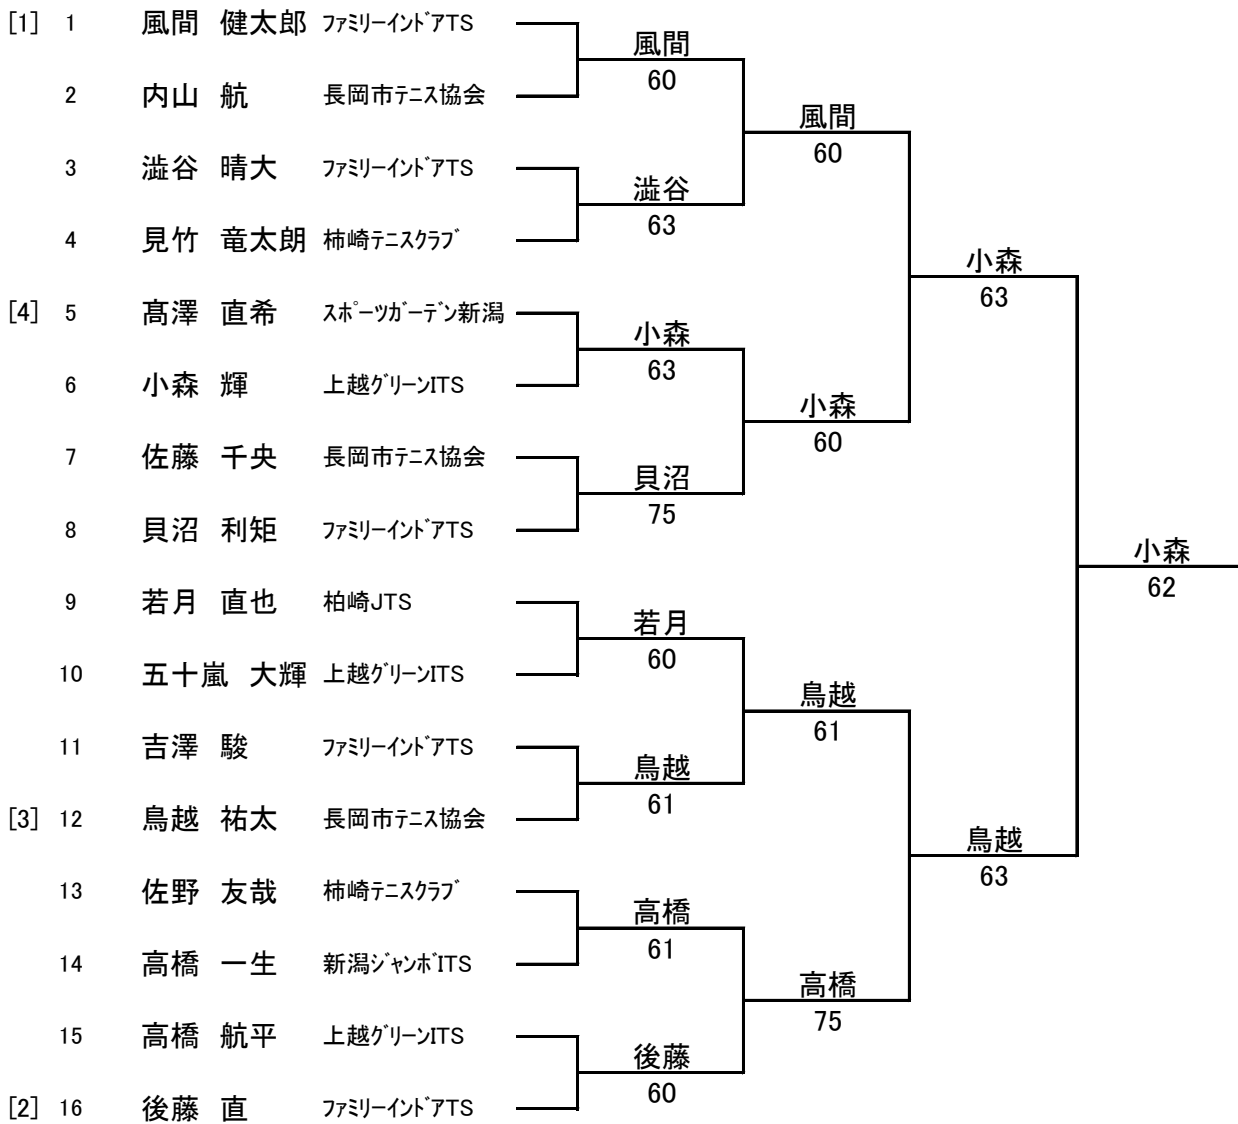 [1] 1 風間 健太郎 ﾌｧﾐﾘｰｲﾝﾄﾞｱTS
風間
60
2 内山 航 長岡市ﾃﾆｽ協会
風間
60
3 澁谷 晴大 ﾌｧﾐﾘｰｲﾝﾄﾞｱTS
澁谷
63
4 見竹 竜太朗 柿崎ﾃﾆｽｸﾗﾌﾞ
小森
63
[4] 5 髙澤 直希 ｽﾎﾟｰﾂｶﾞｰﾃﾞﾝ新潟
小森
63
6 小森 輝 上越ｸﾞﾘｰﾝITS
小森
60
7 佐藤 千央 長岡市ﾃﾆｽ協会
貝沼
75
8 貝沼 利矩 ﾌｧﾐﾘｰｲﾝﾄﾞｱTS
小森
62
9 若月 直也 柏崎JTS
若月
60
10 五十嵐 大輝 上越ｸﾞﾘｰﾝITS
鳥越
61
11 吉澤 駿 ﾌｧﾐﾘｰｲﾝﾄﾞｱTS
鳥越
61
[3] 12 鳥越 祐太 長岡市ﾃﾆｽ協会
鳥越
63
13 佐野 友哉 柿崎ﾃﾆｽｸﾗﾌﾞ
高橋
61
14 高橋 一生 新潟ｼﾞｬﾝﾎﾞITS
高橋
75
15 高橋 航平 上越ｸﾞﾘｰﾝITS
後藤
60
[2] 16 後藤 直 ﾌｧﾐﾘｰｲﾝﾄﾞｱTS